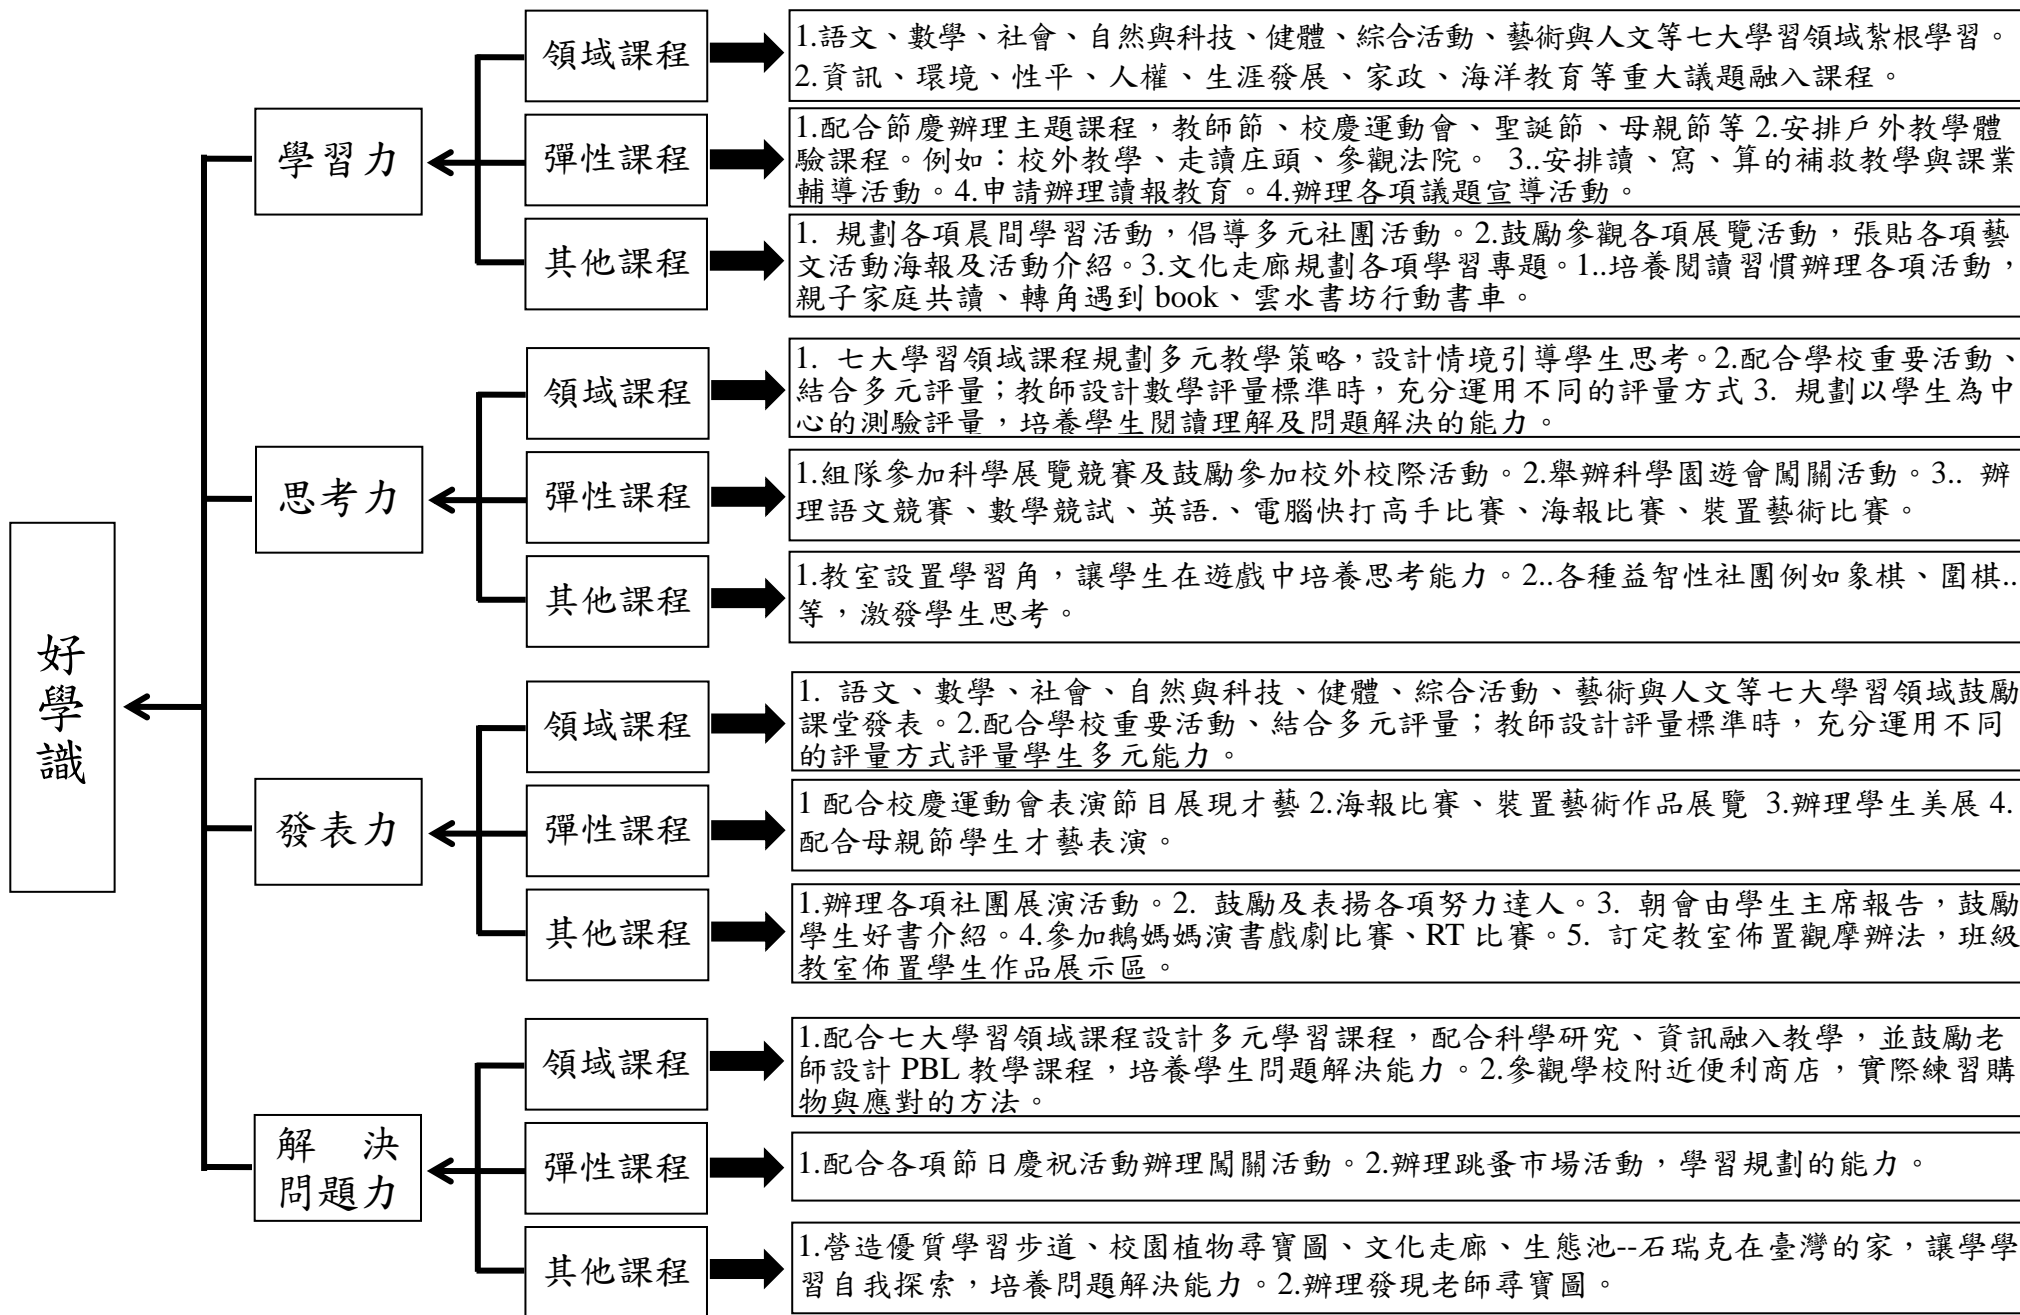 好學識
學習力
領域課程
1.語文、數學、社會、自然與科技、健體、綜合活動、藝術與人文等七大學習領域紮根學習。
2.資訊、環境、性平、人權、生涯發展、家政、海洋教育等重大議題融入課程。
彈性課程
1.配合節慶辦理主題課程，教師節、校慶運動會、聖誕節、母親節等 2.安排戶外教學體
驗課程。例如：校外教學、走讀庄頭、參觀法院。 3..安排讀、寫、算的補救教學與課業
輔導活動。4.申請辦理讀報教育。4.辦理各項議題宣導活動。
其他課程
1. 規劃各項晨間學習活動，倡導多元社團活動。2.鼓勵參觀各項展覽活動，張貼各項藝
文活動海報及活動介紹。3.文化走廊規劃各項學習專題。1..培養閱讀習慣辦理各項活動，
親子家庭共讀、轉角遇到 book、雲水書坊行動書車。
思考力
領域課程
1. 七大學習領域課程規劃多元教學策略，設計情境引導學生思考。2.配合學校重要活動、
結合多元評量；教師設計數學評量標準時，充分運用不同的評量方式 3. 規劃以學生為中
心的測驗評量，培養學生閱讀理解及問題解決的能力。
彈性課程
1.組隊參加科學展覽競賽及鼓勵參加校外校際活動。2.舉辦科學園遊會闖關活動。3.. 辦
理語文競賽、數學競試、英語.、電腦快打高手比賽、海報比賽、裝置藝術比賽。
其他課程
1.教室設置學習角，讓學生在遊戲中培養思考能力。2..各種益智性社團例如象棋、圍棋..
等，激發學生思考。
發表力
領域課程
1. 語文、數學、社會、自然與科技、健體、綜合活動、藝術與人文等七大學習領域鼓勵
課堂發表。2.配合學校重要活動、結合多元評量；教師設計評量標準時，充分運用不同
的評量方式評量學生多元能力。
彈性課程
1 配合校慶運動會表演節目展現才藝 2.海報比賽、裝置藝術作品展覽 3.辦理學生美展 4.
配合母親節學生才藝表演。
其他課程
1.辦理各項社團展演活動。2. 鼓勵及表揚各項努力達人。3. 朝會由學生主席報告，鼓勵
學生好書介紹。4.參加鵝媽媽演書戲劇比賽、RT 比賽。5. 訂定教室佈置觀摩辦法，班級
教室佈置學生作品展示區。
解 決
問題力
領域課程
1.配合七大學習領域課程設計多元學習課程，配合科學研究、資訊融入教學，並鼓勵老
師設計 PBL 教學課程，培養學生問題解決能力。2.參觀學校附近便利商店，實際練習購
物與應對的方法。
彈性課程
1.配合各項節日慶祝活動辦理闖關活動。2.辦理跳蚤市場活動，學習規劃的能力。
其他課程
1.營造優質學習步道、校園植物尋寶圖、文化走廊、生態池--石瑞克在臺灣的家，讓學學
習自我探索，培養問題解決能力。2.辦理發現老師尋寶圖。